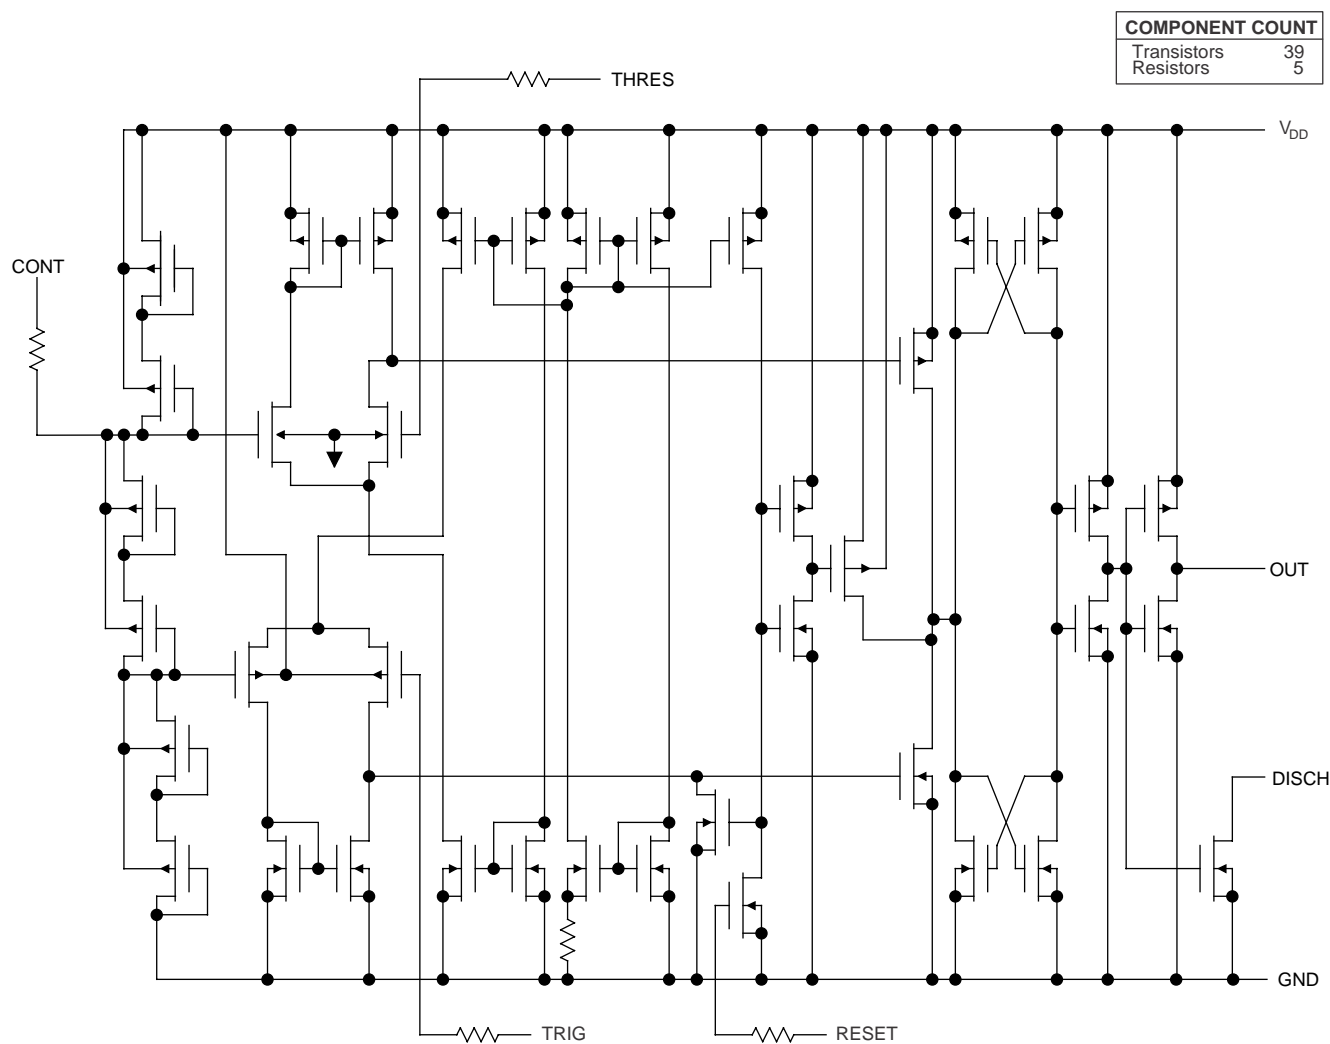 COMPONENT COUNT
Transistors 39
Resistors 5
THRES
VDD
CONT
OUT
DISCH
GND
TRIG
RESET